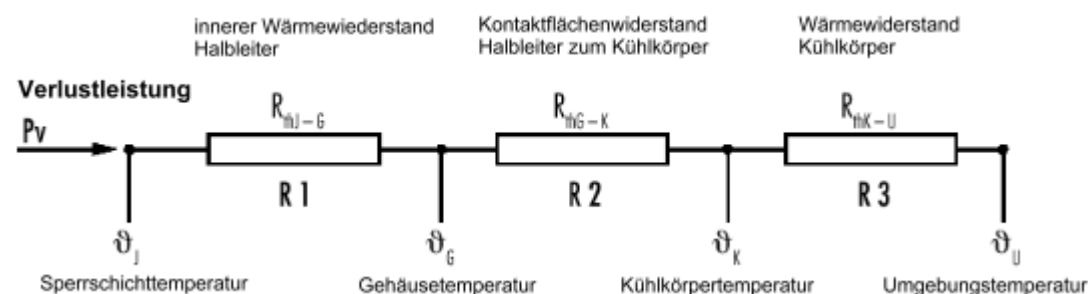 innerer Wärmewiederstand
Halbleiter
Kontaktflächenwiderstand
Halbleiter zum Kühlkörper
Wärmewiderstand
Kühlkörper
Verlustleistung
Pv
RthJ–G
RthG–K
RthK–U
R 1
R 2
R 3
ϑJ
ϑG
ϑK
ϑU
Sperrschichttemperatur
Gehäusetemperatur
Kühlkörpertemperatur
Umgebungstemperatur